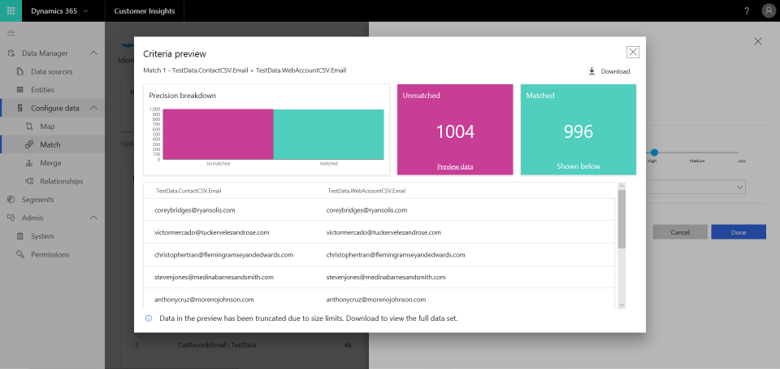 Dynamics 365
Customer Insights
?
Data Manager
Data sources
Entities
Configure data
Map
Match
Merge
Relationships
Segments
Admin
System
Permissions
Criteria preview
Match 1 - TestData.ContactCSV.Email + TestData.WebAccountCSV.Email
Download
Precision breakdown
1,000
900
800
700
600
500
400
300
200
100
0
Unmatched
Matched
Unmatched
1004
Preview data
Matched
996
Shown below
TestData.ContactCSV.Email TestData.WebAccountCSV.Email
coreybridges@ryansolis.com coreybridges@ryansolis.com
victormercado@tuckervelezandrose.com victormercado@tuckervelezandrose.com
christophertran@flemingramseyandedwards.com christophertran@flemingramseyandedwards.com
stevenjones@medinabarnesandsmith.com stevenjones@medinabarnesandsmith.com
anthonycruz@morenojohnson.com anthonycruz@morenojohnson.com
Data in the preview has been truncated due to size limits. Download to view the full data set.
High Medium Low
Cancel
Done
3 CallRecordSmall - TestData 46